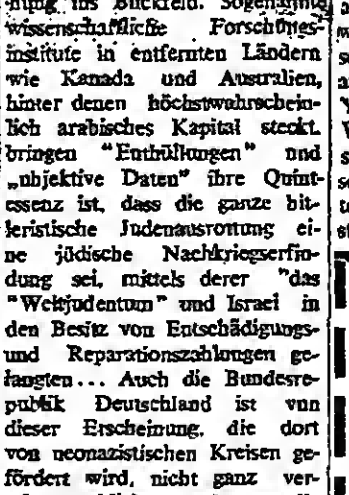 ins Blickfeld. Sogenannte
wissenschaftliche Forschungs-
institute in entfernten Ländern
wie Kanada und Australien,
hinter denen höchstwahrschein-
lich arabisches Kapital steckt.
bringen "Enthüllungen" und
„objektive Daten" ihre Quint-
essenz ist, dass die ganze hit-
leristische Judenausrottung ei-
ne jüdische Nachkriegserfin-
dung sei, mittels derer "das
"Weltjudentum" und Israel in
den Besitz von Entschädigungs-
und Reparationszahlungen ge-
langten... Auch die Bundesre-
publik Deutschland ist von
dieser Erscheinung, die dort
von neonazistischen Kreisen ge-
fördert wird, nicht ganz ver-